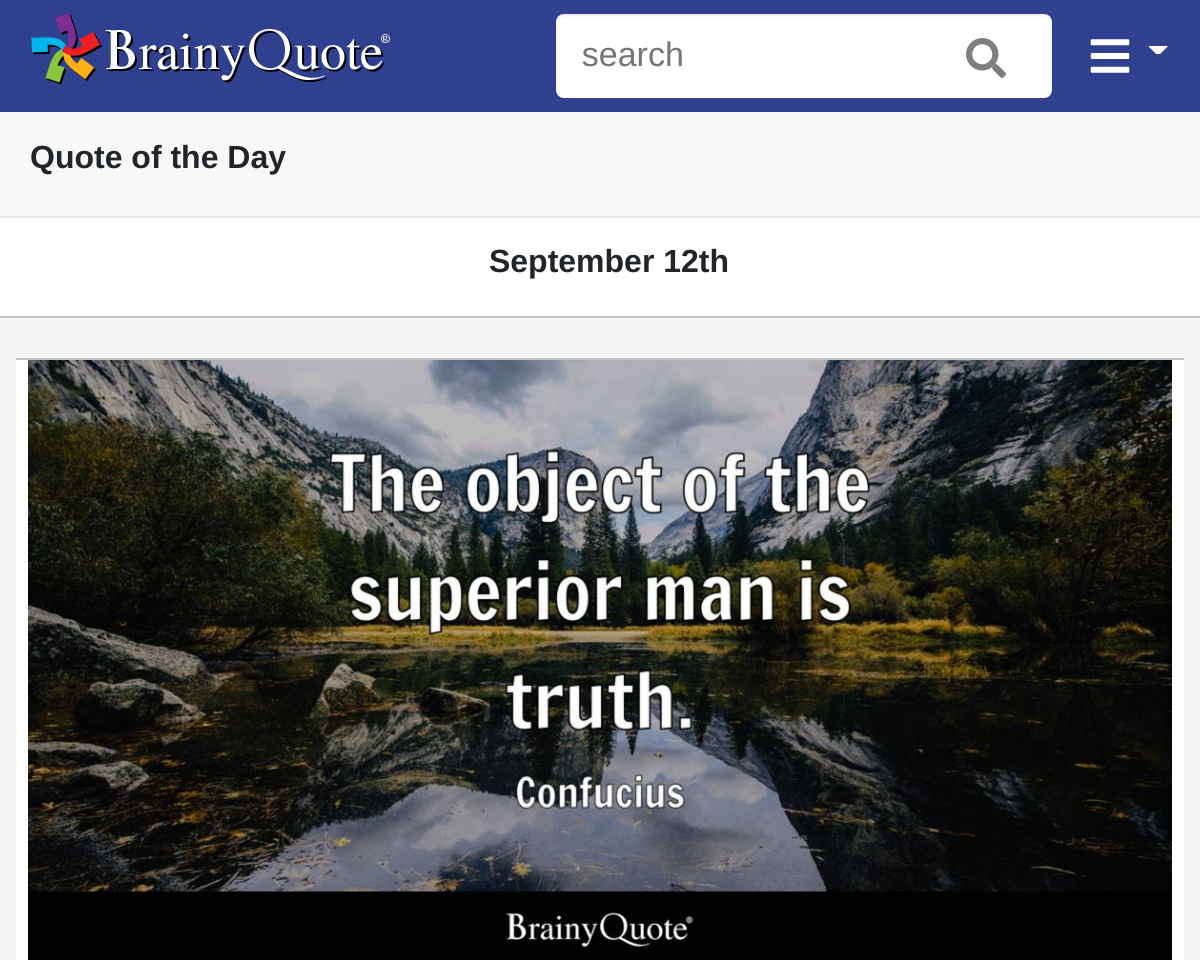 BrainyQuote®
search
Quote of the Day
September 12th
The object of the
superior man is
truth.
Confucius
BrainyQuote®